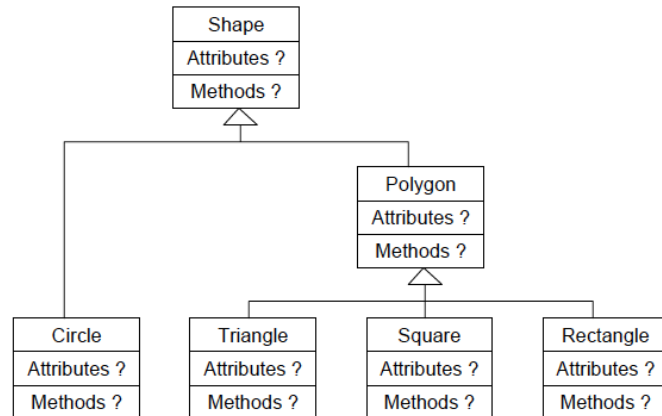 Shape
Attributes ?
Methods ?
Polygon
Attributes ?
Methods ?
Circle
Attributes ?
Methods ?
Triangle
Attributes ?
Methods ?
Square
Attributes ?
Methods ?
Rectangle
Attributes ?
Methods ?